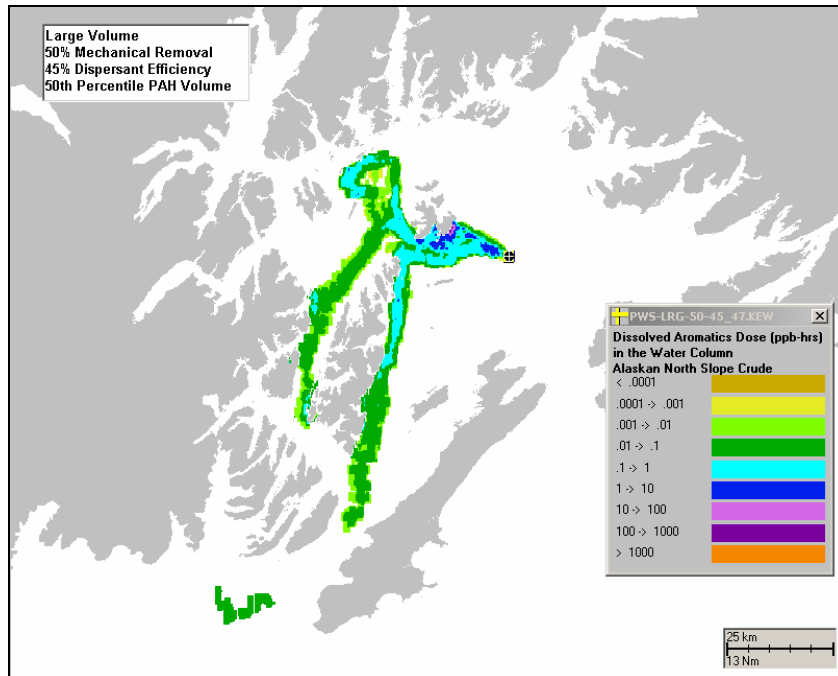 Large Volume
50% Mechanical Removal
45% Dispersant Efficiency
50th Percentile PAH Volume
PWS-LRG-50-45_47.KEW
Dissolved Aromatics Dose (ppb-hrs)
in the Water Column
Alaskan North Slope Crude
< .0001
.0001 -> .001
.001 -> .01
.01 -> .1
.1 -> 1
1 -> 10
10 -> 100
100 -> 1000
> 1000
25 km
13 Nm